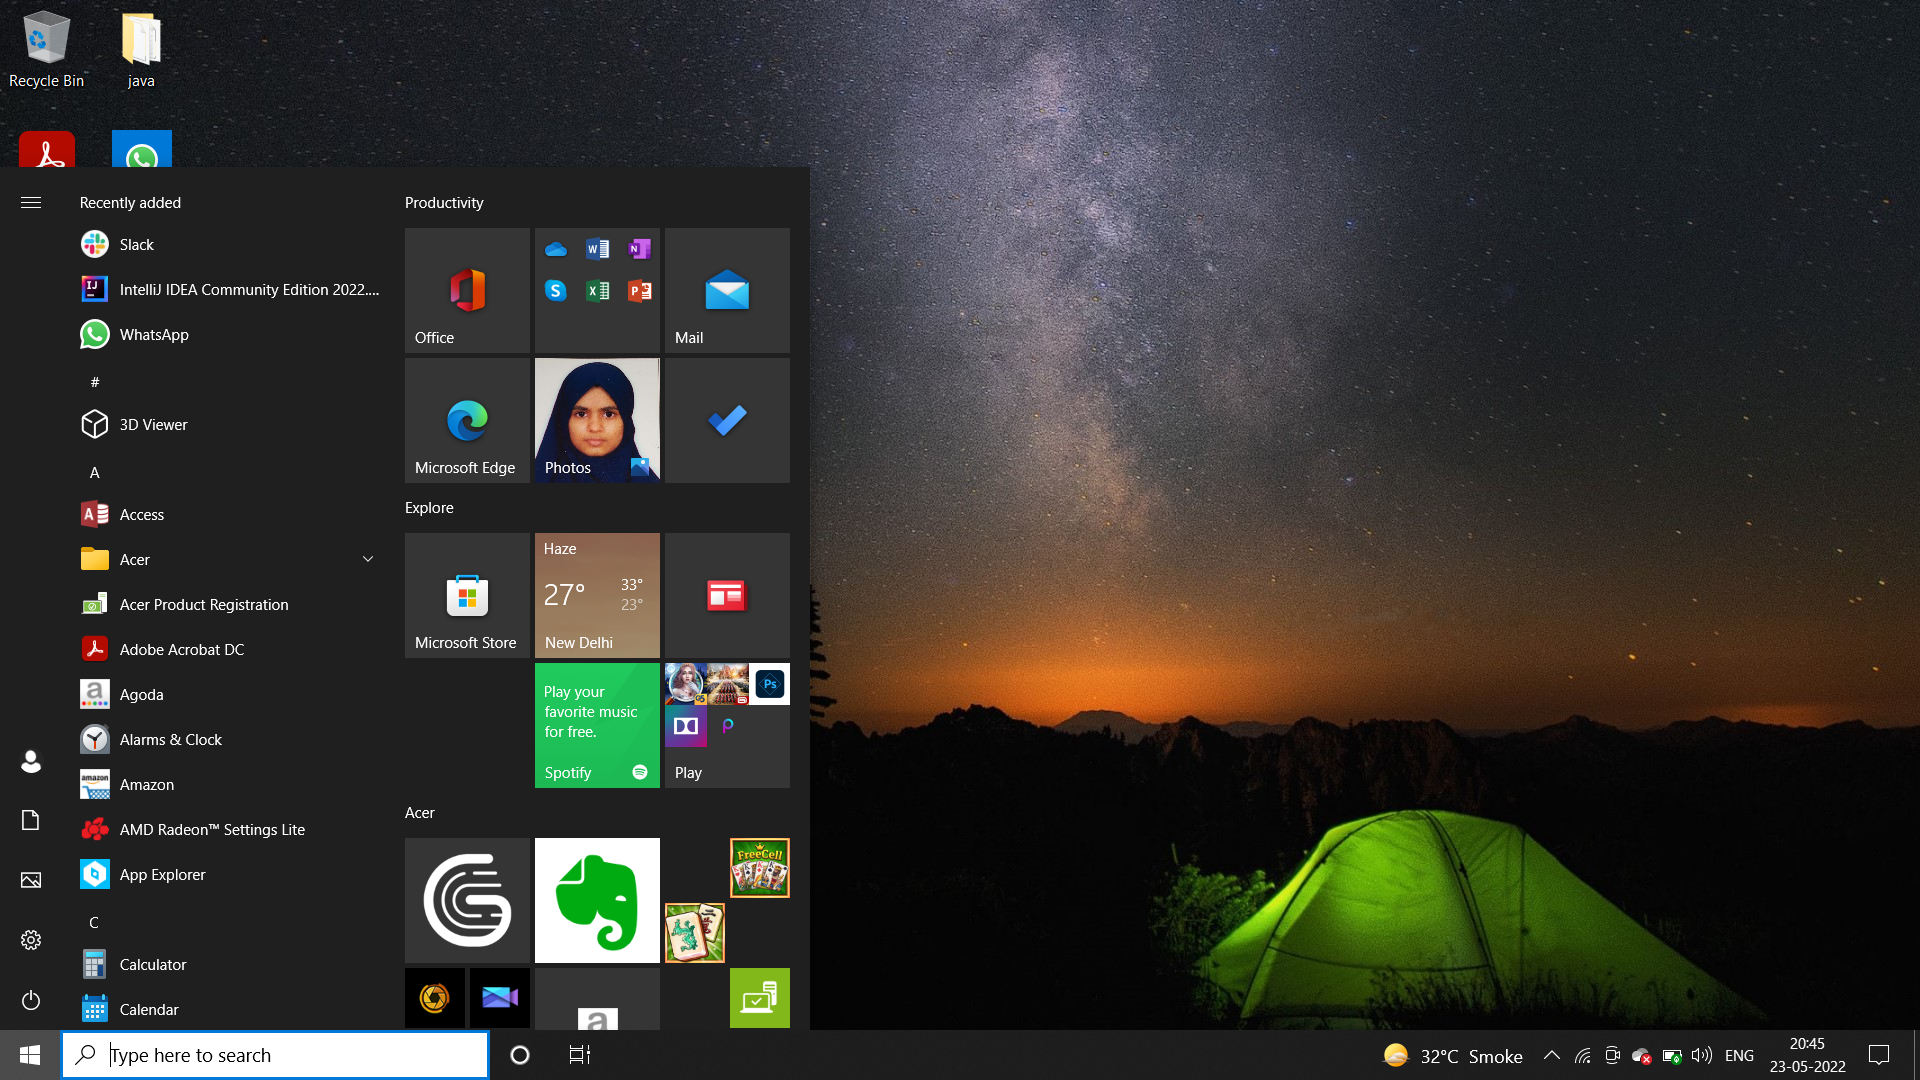 Recycle Bin
java
Recently added
Slack
IntelliJ IDEA Community Edition 2022....
WhatsApp
#
3D Viewer
A
Access
Acer
Acer Product Registration
Adobe Acrobat DC
Agoda
Alarms & Clock
Amazon
AMD Radeon™ Settings Lite
App Explorer
C
Calculator
Calendar
Productivity
Office
Mail
Microsoft Edge
Photos
Explore
Microsoft Store
Haze
27° 33°
23°
New Delhi
Play your
favorite music
for free.
Spotify
Ps
Play
Acer
FreeCell
Type here to search
32°C Smoke
ENG
20:45
23-05-2022